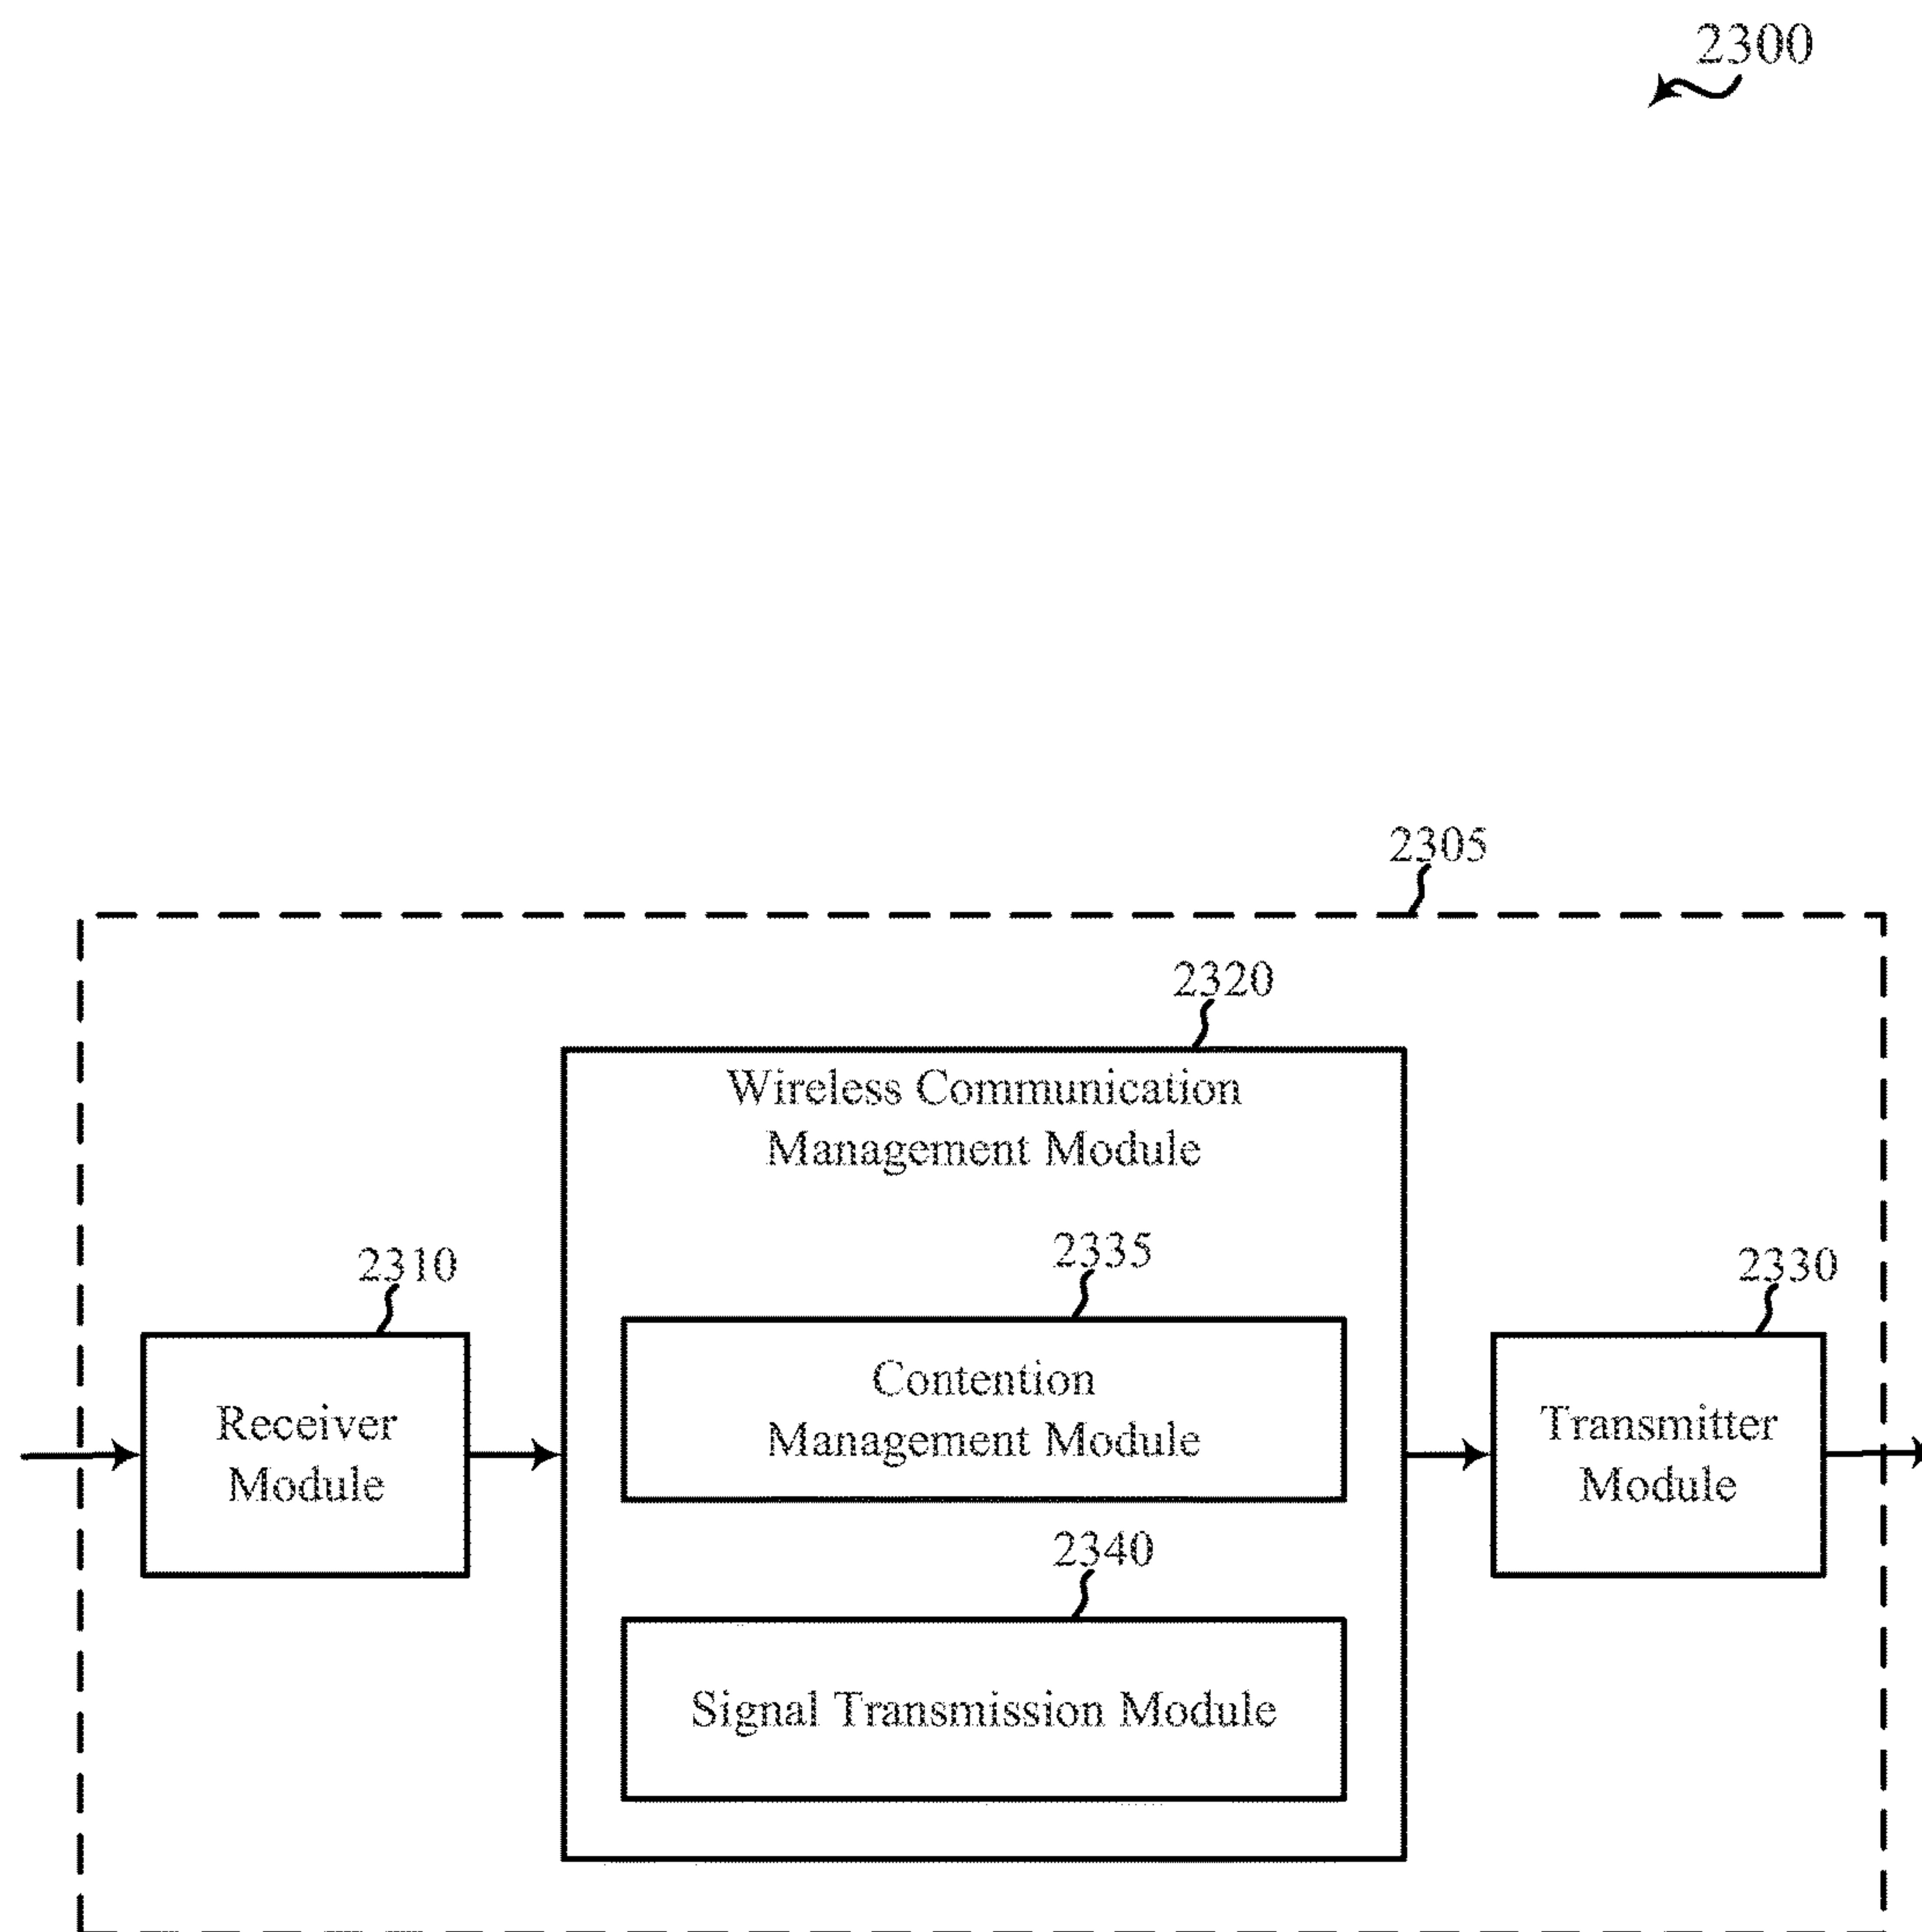 2300
2305
2320
Wireless Communication
Management Module
2310
2335
2330
Receiver
Module
Contention
Management Module
Transmitter
Module
2340
Signal Transmission Module